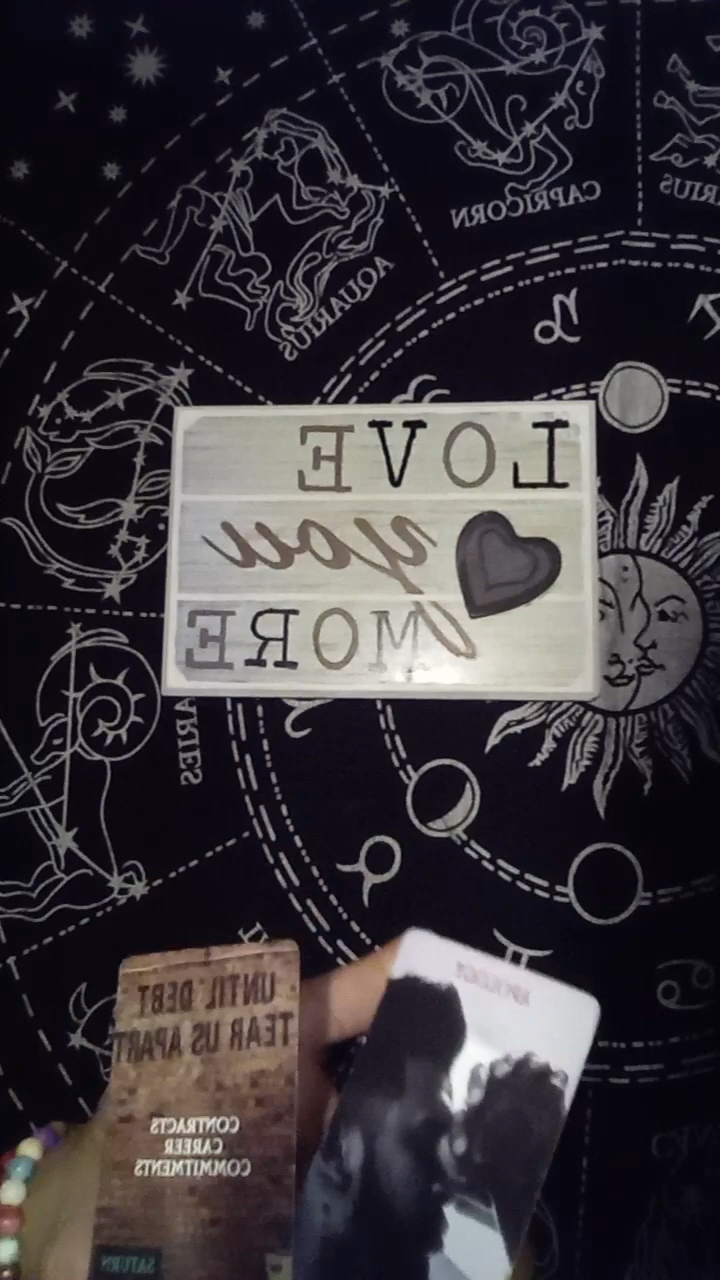 CAPRICORN
AQUARIUS
ARIES
LOVE
you
MORE
UNTIL DEBT
TEAR US APART
CONTRACTS
CAREER
COMMITMENTS
SATURN